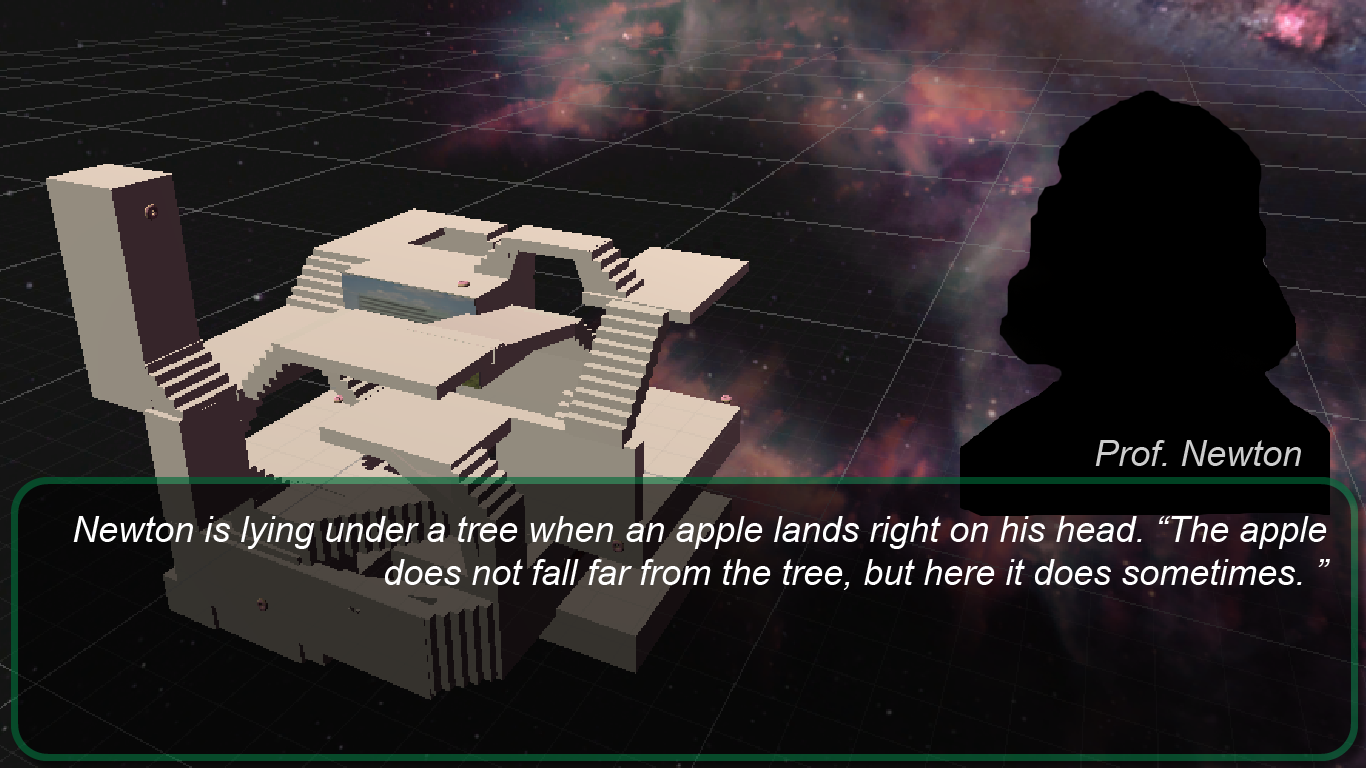 Prof. Newton
Newton is lying under a tree when an apple lands right on his head. “The apple
does not fall far from the tree, but here it does sometimes. ”